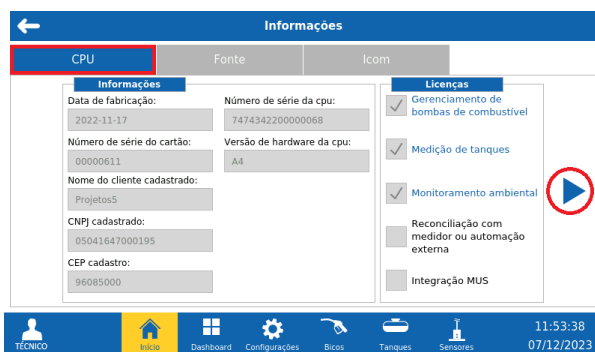 Informações
CPU
Fonte
Icom
Informações
Data de fabricação:
2022-11-17
Número de série da cpu:
7474342200000068
Número de série do cartão:
00000611
Versão de hardware da cpu:
A4
Nome do cliente cadastrado:
Projetos5
CNPJ cadastrado:
05041647000195
CEP cadastro:
96085000
Licenças
Gerenciamento de
bombas de combustível
Medição de tanques
Monitoramento ambiental
Reconciliação com
medidor ou automação
externa
Integração MUS
TÉCNICO
Início
Dashboard
Configurações
Bicos
Tanques
Sensores
11:53:38
07/12/2023